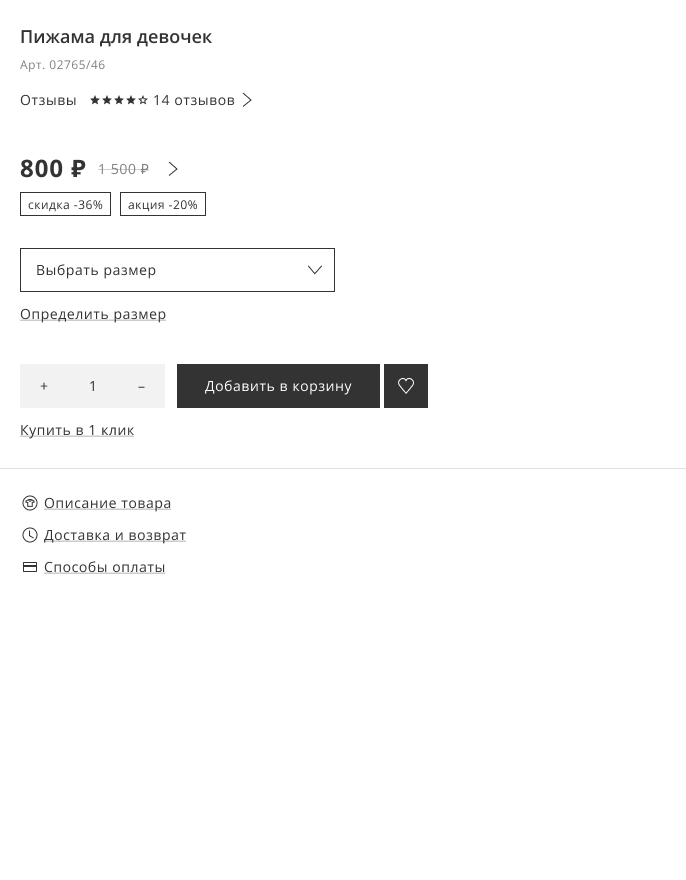 Пижама для девочек
Арт. 02765/46
Отзывы ★★★★☆ 14 отзывов
800 ₽ 1 500 ₽
скидка -36% акция -20%
Выбрать размер
Определить размер
+ 1 – Добавить в корзину
Купить в 1 клик
Описание товара
Доставка и возврат
Способы оплаты